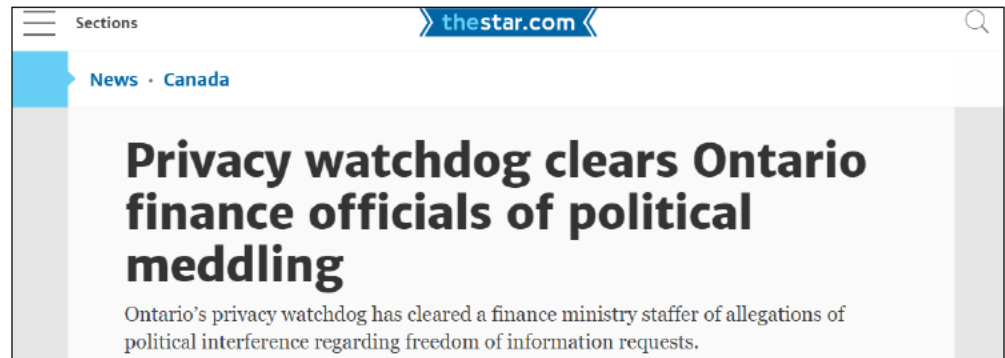 Sections
thestar.com
News · Canada
Privacy watchdog clears Ontario
finance officials of political
meddling
Ontario's privacy watchdog has cleared a finance ministry staffer of allegations of
political interference regarding freedom of information requests.